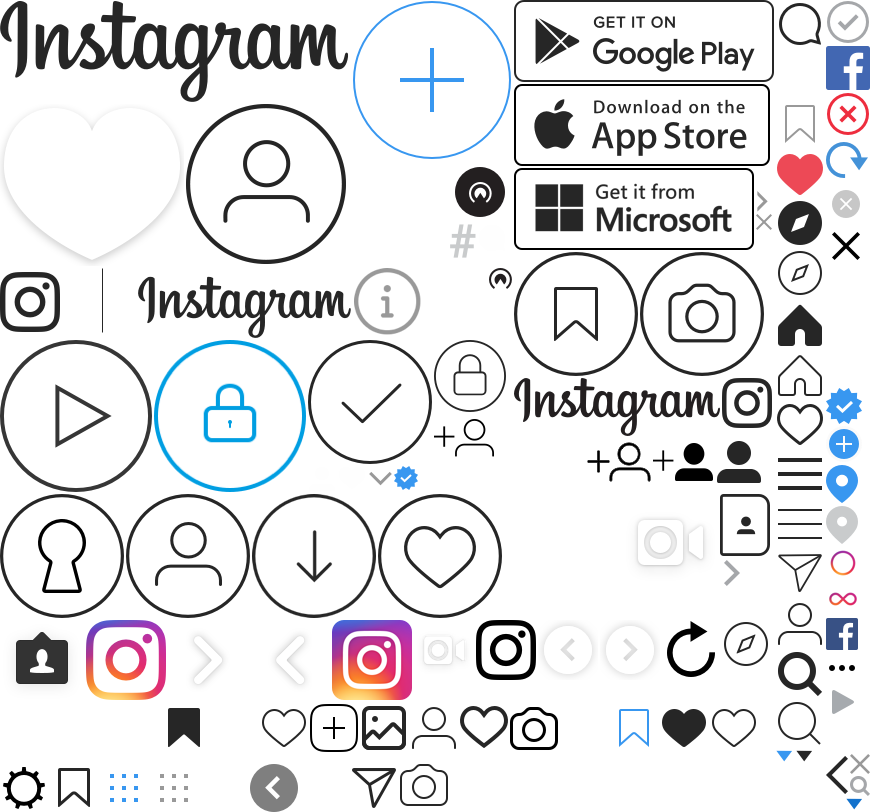 Instagram
GET IT ON
Google Play
Download on the
App Store
Get it from
Microsoft
#
Instagram
Instagram